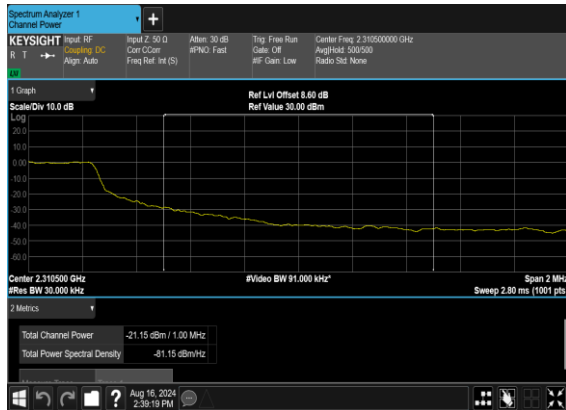 Spectrum Analyzer 1
Channel Power
+
KEYSIGHT Input: RF Input Z: 50 Ω Atten: 30 dB Trig: Free Run Center Freq: 2.310500000 GHz
R T Coupling: DC Corr CCorr #PNO: Fast Gate: Off Avg|Hold: 500/500
Align: Auto Freq Ref: Int (S) #IF Gain: Low Radio Std: None
1 Graph
Ref Lvl Offset 8.60 dB
Scale/Div 10.0 dB Ref Value 30.00 dBm
Log
20.0
10.0
0.00
-10.0
-20.0
-30.0
-40.0
-50.0
-60.0
Center 2.310500 GHz #Video BW 91.000 kHz* Span 2 MHz
#Res BW 30.000 kHz Sweep 2.80 ms (1001 pts
2 Metrics
Total Channel Power -21.15 dBm / 1.00 MHz
Total Power Spectral Density -81.15 dBm/Hz
? Aug 16, 2024
2:39:19 PM